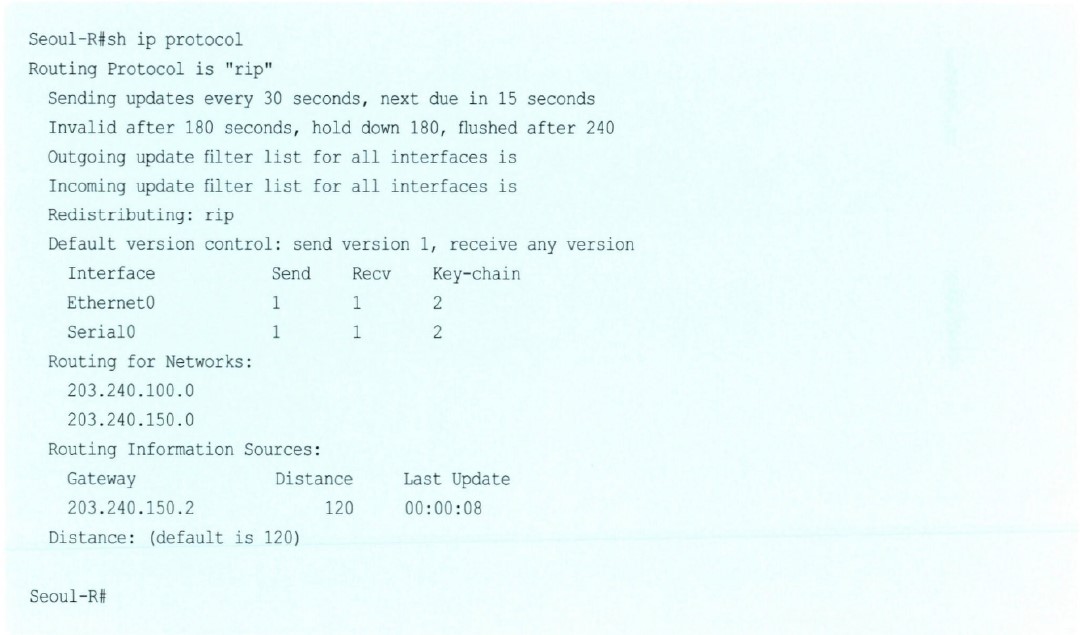 Seoul-R#sh ip protocol
Routing Protocol is "rip"
Sending updates every 30 seconds, next due in 15 seconds
Invalid after 180 seconds, hold down 180, flushed after 240
Outgoing update filter list for all interfaces is
Incoming update filter list for all interfaces is
Redistributing: rip
Default version control: send version 1, receive any version
Interface Send Recv Key-chain
Ethernet0 1 1 2
Serial0 1 1 2
Routing for Networks:
203.240.100.0
203.240.150.0
Routing Information Sources:
Gateway Distance Last Update
203.240.150.2 120 00:00:08
Distance: (default is 120)
Seoul-R#